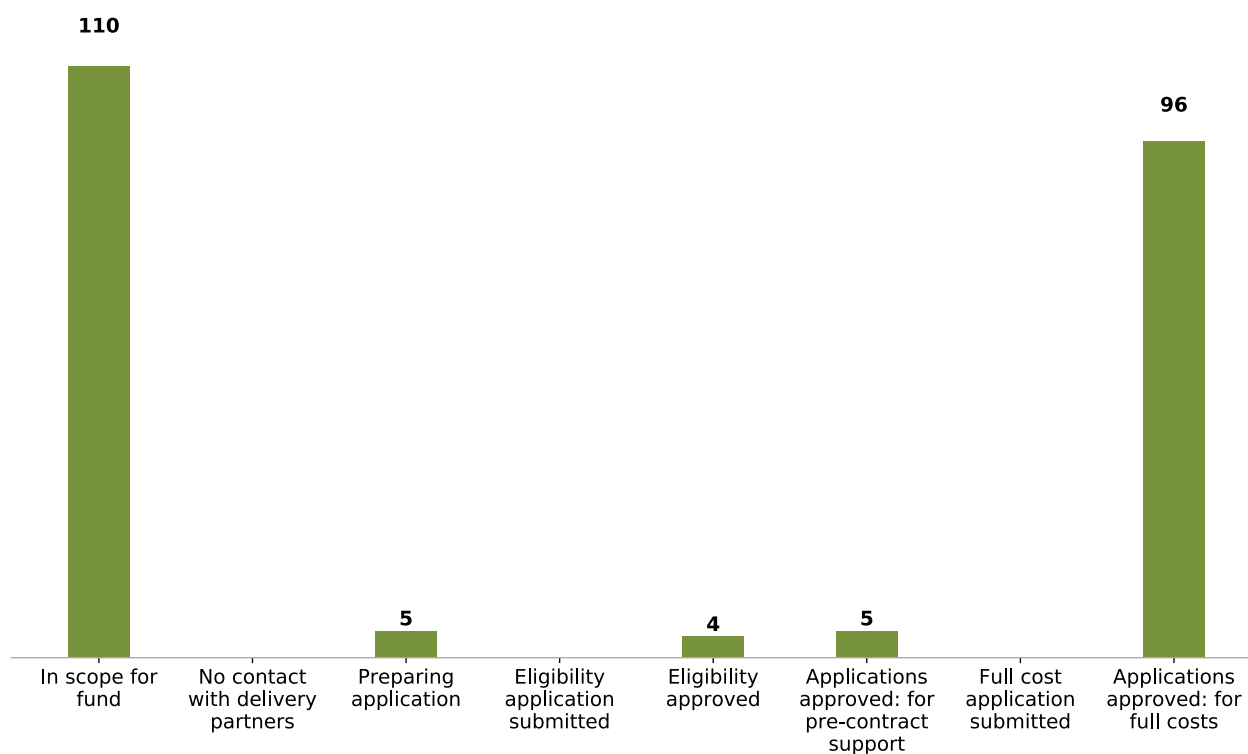 110
96
5
4
5
In scope for
fund
No contact
with delivery
partners
Preparing
application
Eligibility
application
submitted
Eligibility
approved
Applications
approved: for
pre-contract
support
Full cost
application
submitted
Applications
approved: for
full costs